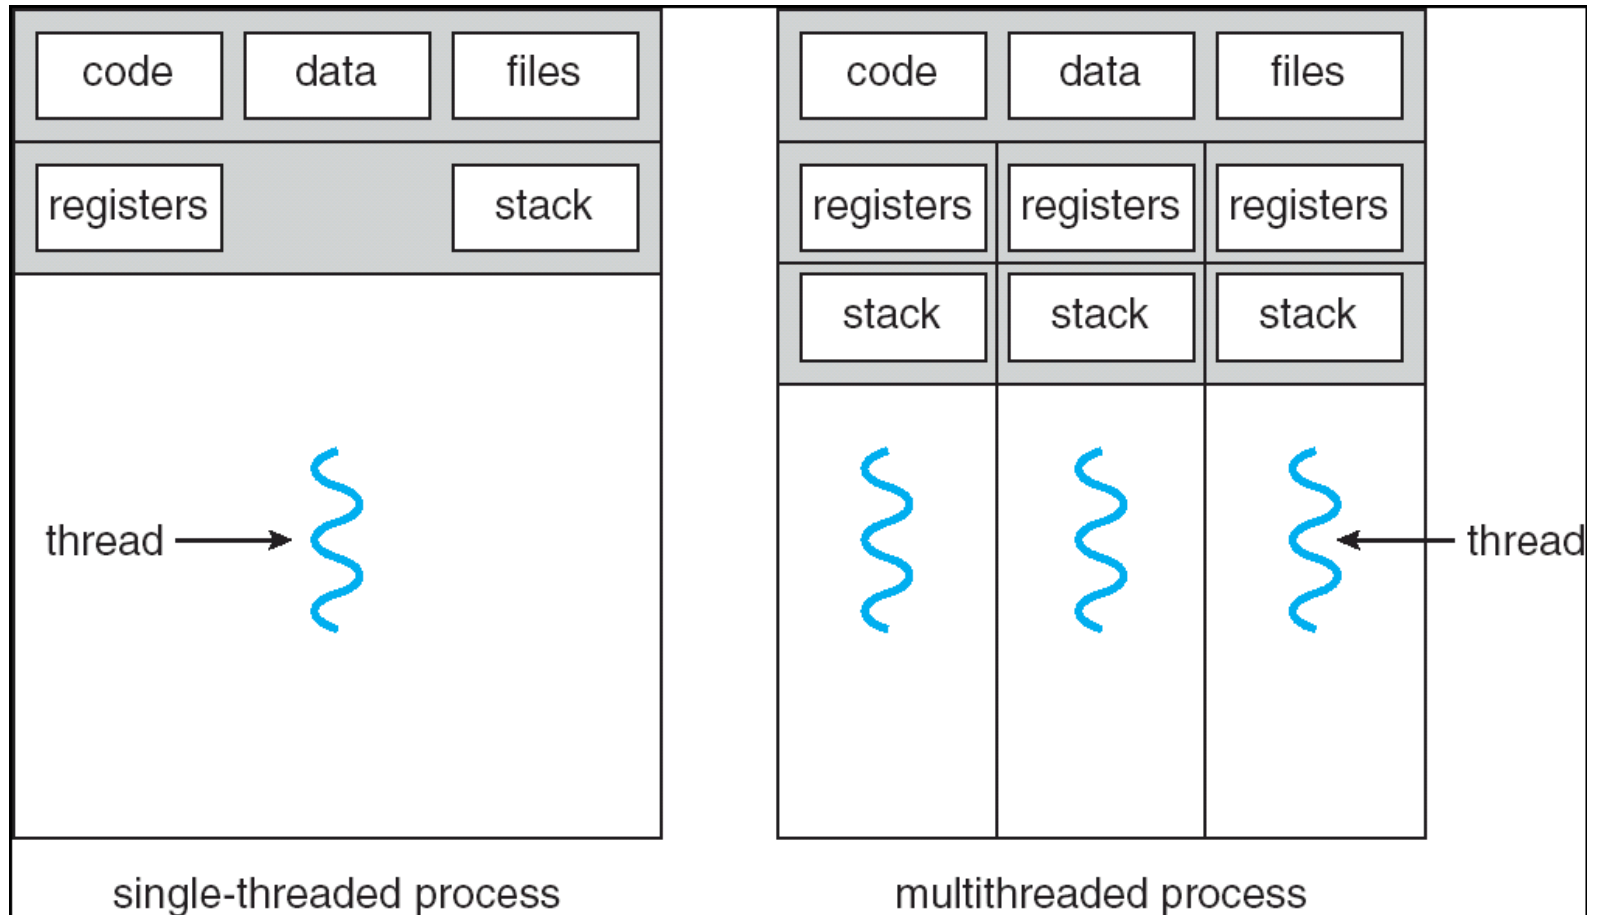 code data files code data files
registers stack registers registers registers
stack stack stack
thread thread
single-threaded process multithreaded process